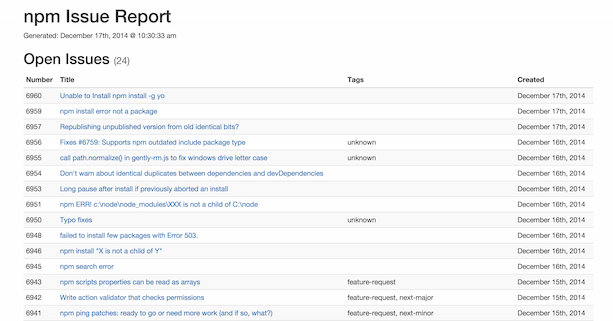 npm Issue Report
Generated: December 17th, 2014 @ 10:30:33 am
Open Issues (24)
Number Title Tags Created
6960 Unable to Install npm install -g yo December 17th, 2014
6959 npm install error not a package December 17th, 2014
6957 Republishing unpublished version from old identical bits? December 17th, 2014
6956 Fixes #6759: Supports npm outdated include package type unknown December 16th, 2014
6955 call path.normalize() in gently-rm.js to fix windows drive letter case unknown December 16th, 2014
6954 Don't warn about identical duplicates between dependencies and devDependencies December 16th, 2014
6953 Long pause after install if previously aborted an install December 16th, 2014
6951 npm ERR! c:\node\node_modules\XXX is not a child of C:\node December 16th, 2014
6950 Typo fixes unknown December 16th, 2014
6948 failed to install few packages with Error 503. December 16th, 2014
6946 npm install "X is not a child of Y" December 16th, 2014
6945 npm search error December 16th, 2014
6943 npm scripts properties can be read as arrays feature-request December 15th, 2014
6942 Write action validator that checks permissions feature-request, next-major December 15th, 2014
6941 npm ping patches: ready to go or need more work (and if so, what?) feature-request, next-minor December 15th, 2014